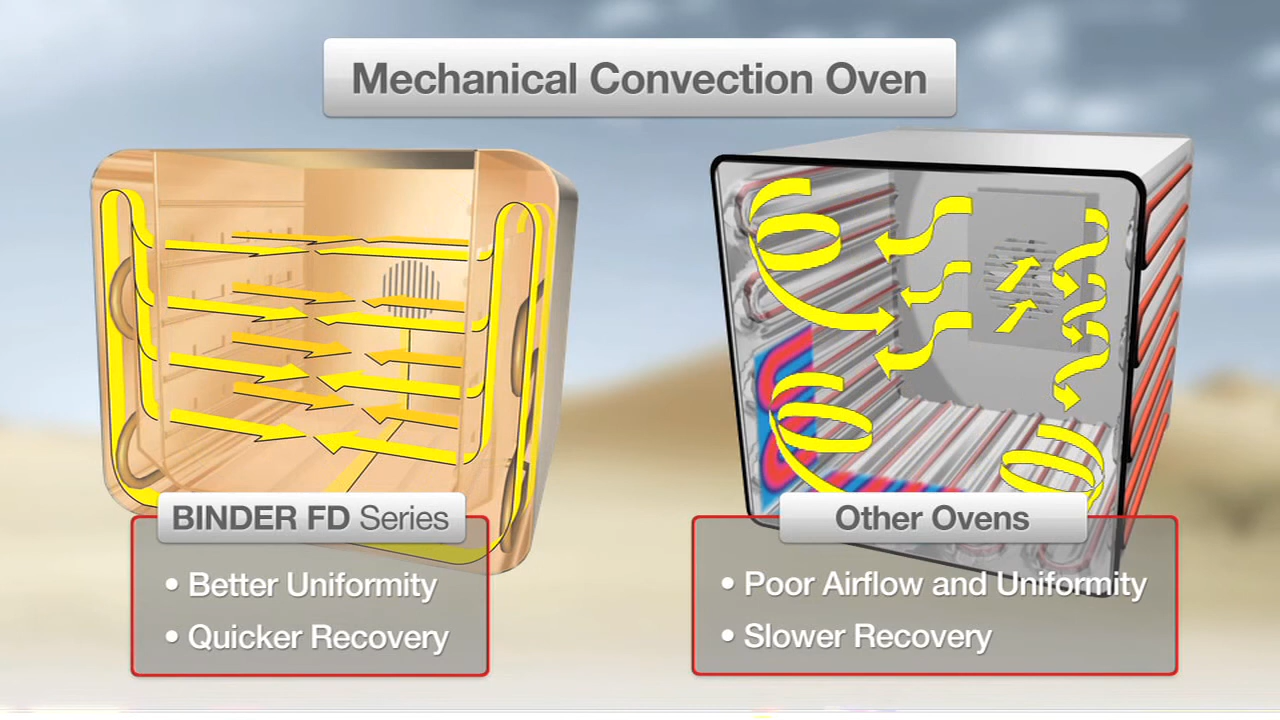 Mechanical Convection Oven
BINDER FD Series
• Better Uniformity
• Quicker Recovery
Other Ovens
• Poor Airflow and Uniformity
• Slower Recovery